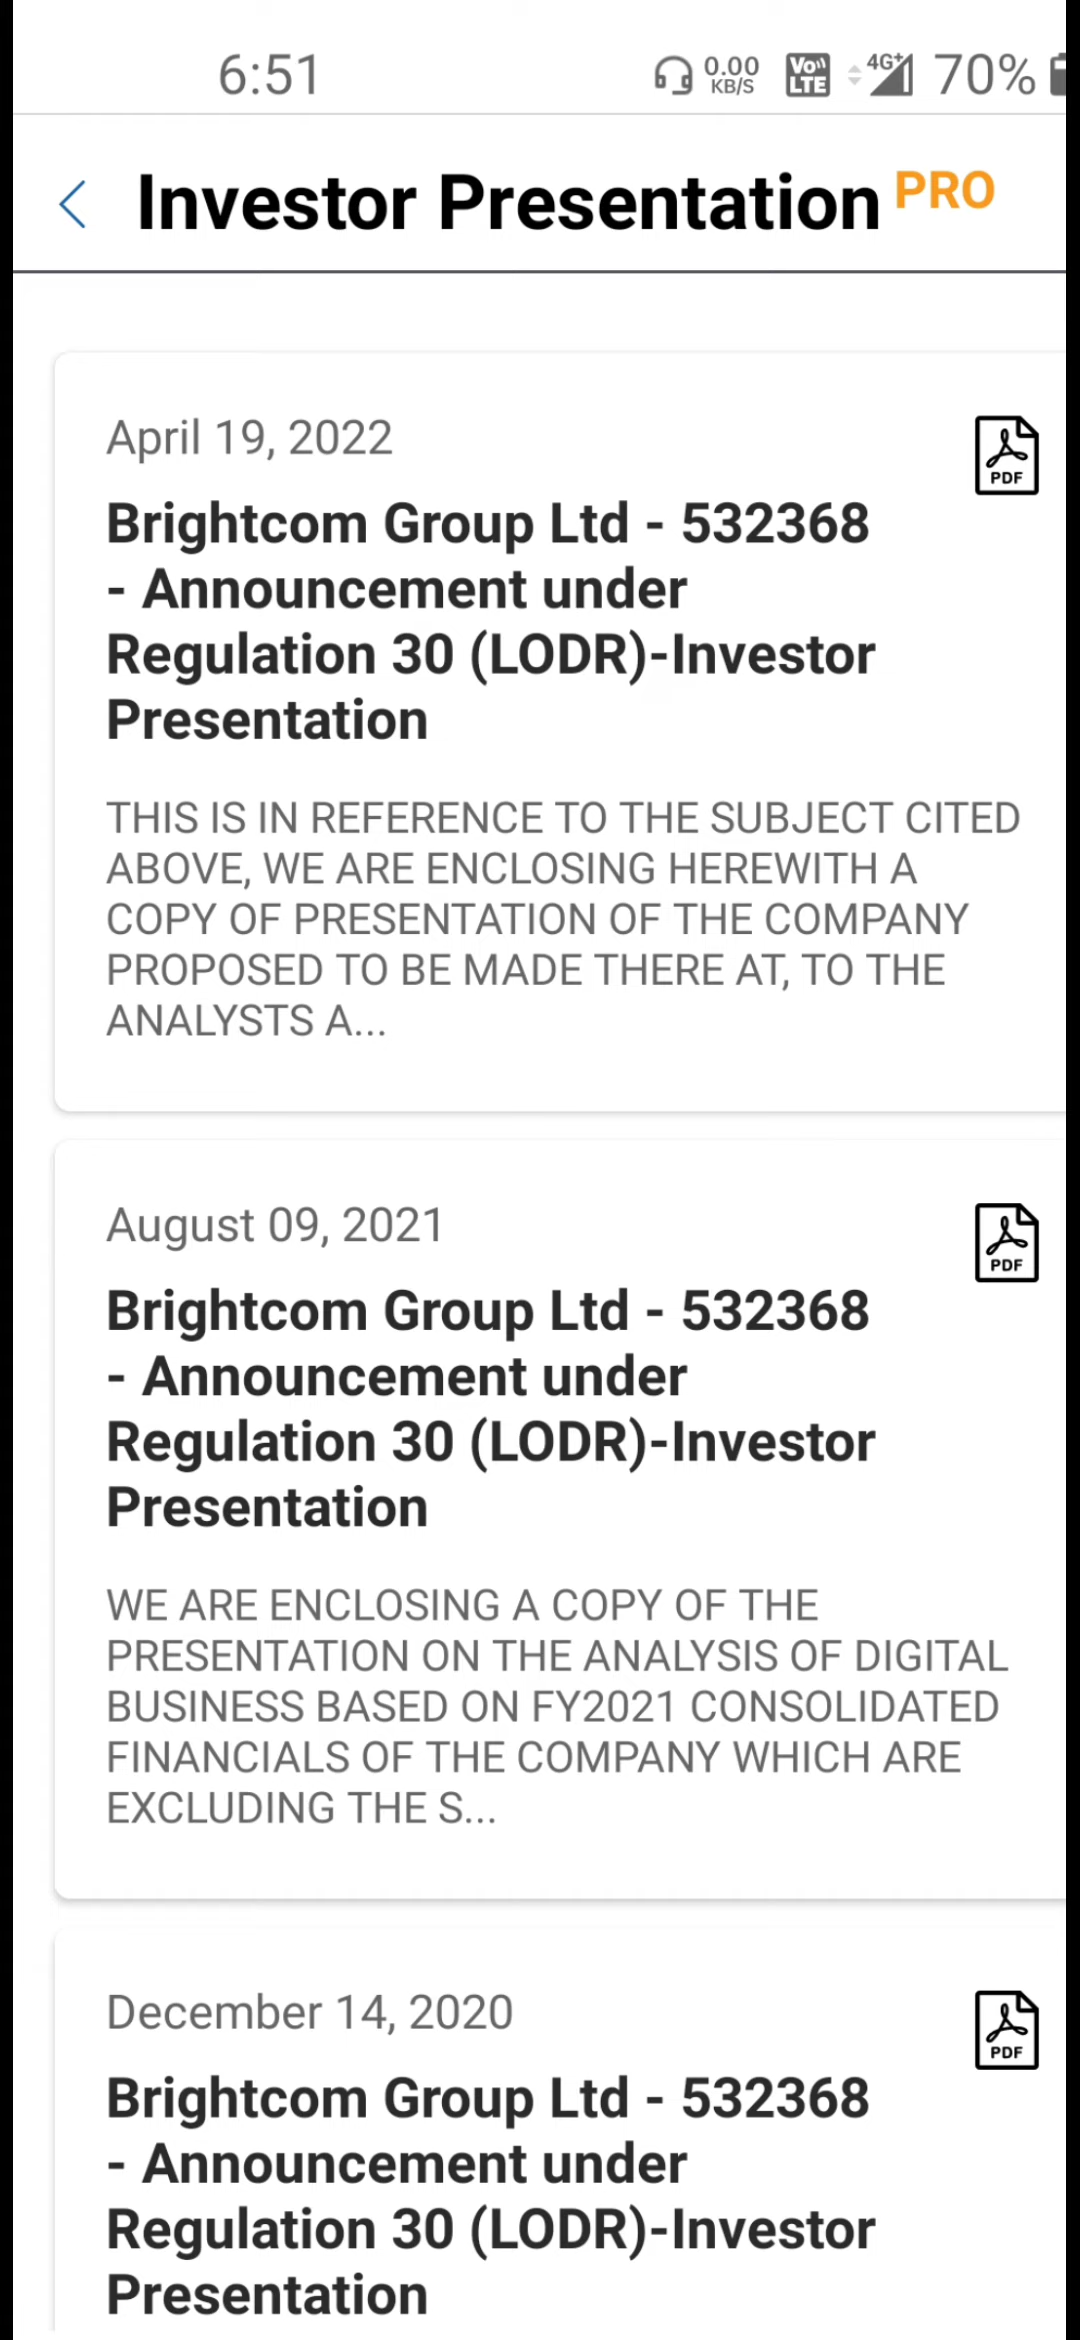 6:51 0.00 KB/S VoLTE 4G+ 70%
Investor Presentation PRO
April 19, 2022
PDF
Brightcom Group Ltd - 532368
- Announcement under
Regulation 30 (LODR)-Investor
Presentation
THIS IS IN REFERENCE TO THE SUBJECT CITED
ABOVE, WE ARE ENCLOSING HEREWITH A
COPY OF PRESENTATION OF THE COMPANY
PROPOSED TO BE MADE THERE AT, TO THE
ANALYSTS A...
August 09, 2021
PDF
Brightcom Group Ltd - 532368
- Announcement under
Regulation 30 (LODR)-Investor
Presentation
WE ARE ENCLOSING A COPY OF THE
PRESENTATION ON THE ANALYSIS OF DIGITAL
BUSINESS BASED ON FY2021 CONSOLIDATED
FINANCIALS OF THE COMPANY WHICH ARE
EXCLUDING THE S...
December 14, 2020
PDF
Brightcom Group Ltd - 532368
- Announcement under
Regulation 30 (LODR)-Investor
Presentation